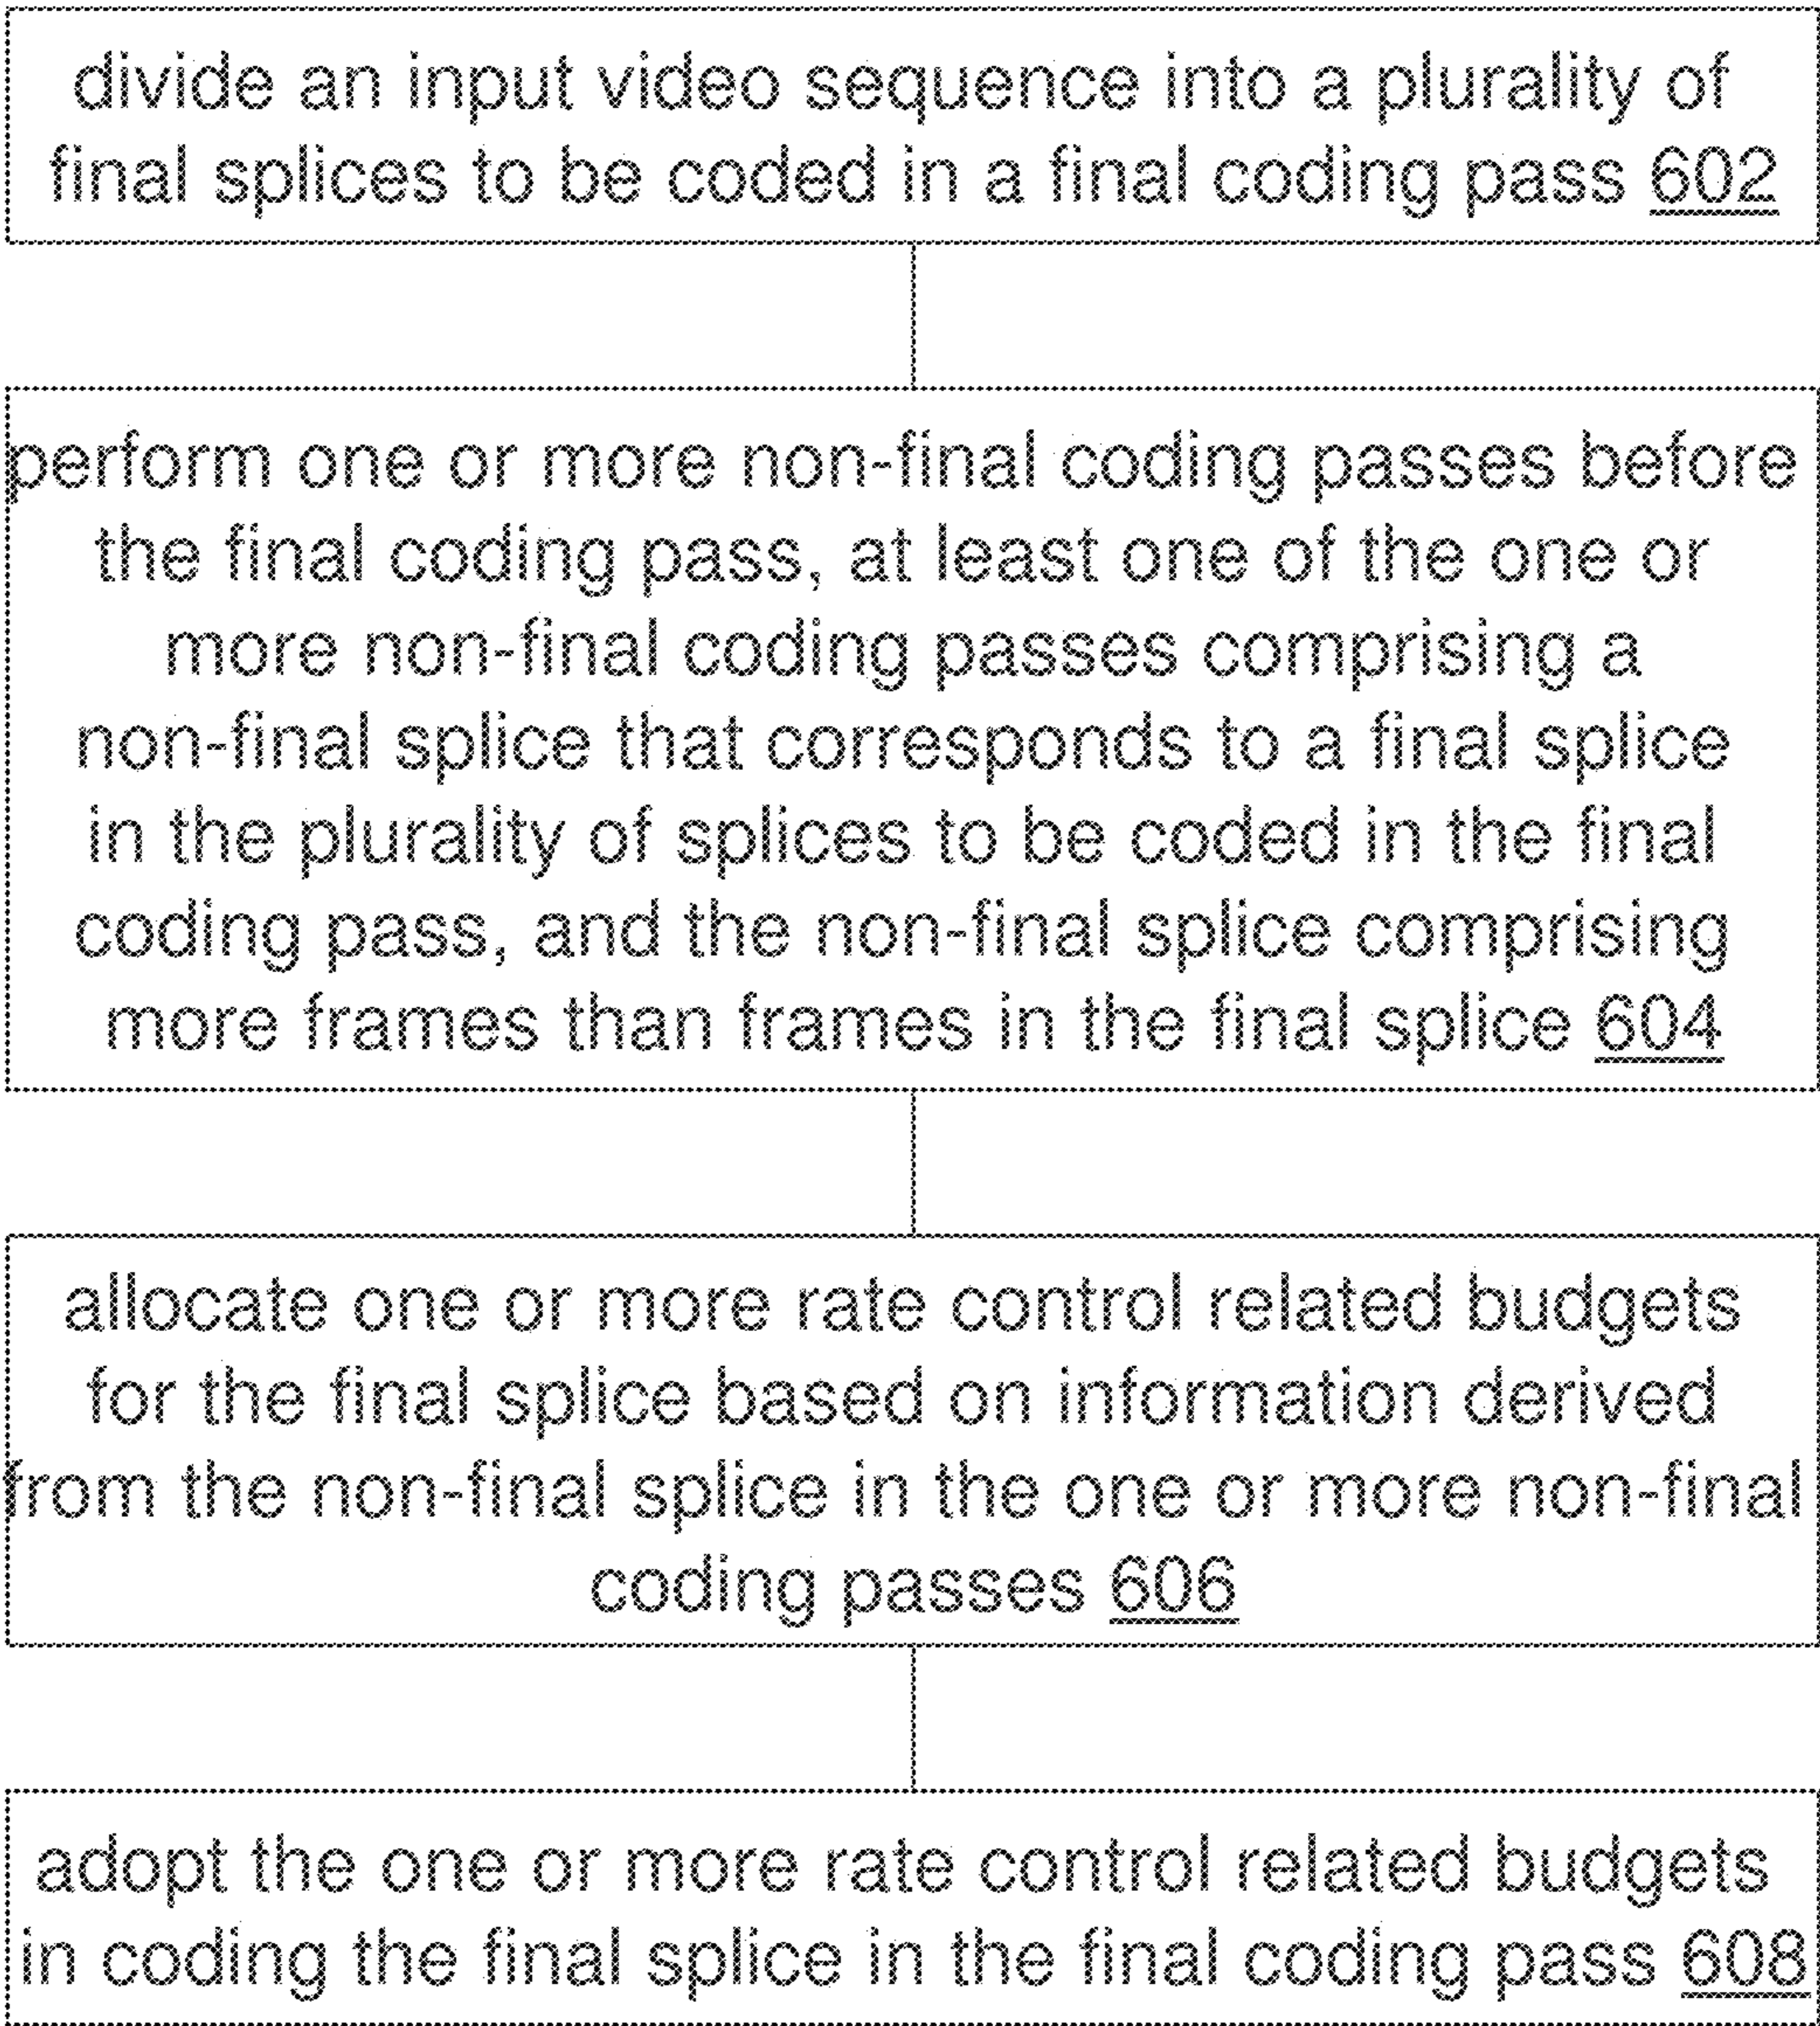 divide an input video sequence into a plurality of
final splices to be coded in a final coding pass 602
perform one or more non-final coding passes before
the final coding pass, at least one of the one or
more non-final coding passes comprising a
non-final splice that corresponds to a final splice
in the plurality of splices to be coded in the final
coding pass, and the non-final splice comprising
more frames than frames in the final splice 604
allocate one or more rate control related budgets
for the final splice based on information derived
from the non-final splice in the one or more non-final
coding passes 606
adopt the one or more rate control related budgets
in coding the final splice in the final coding pass 608